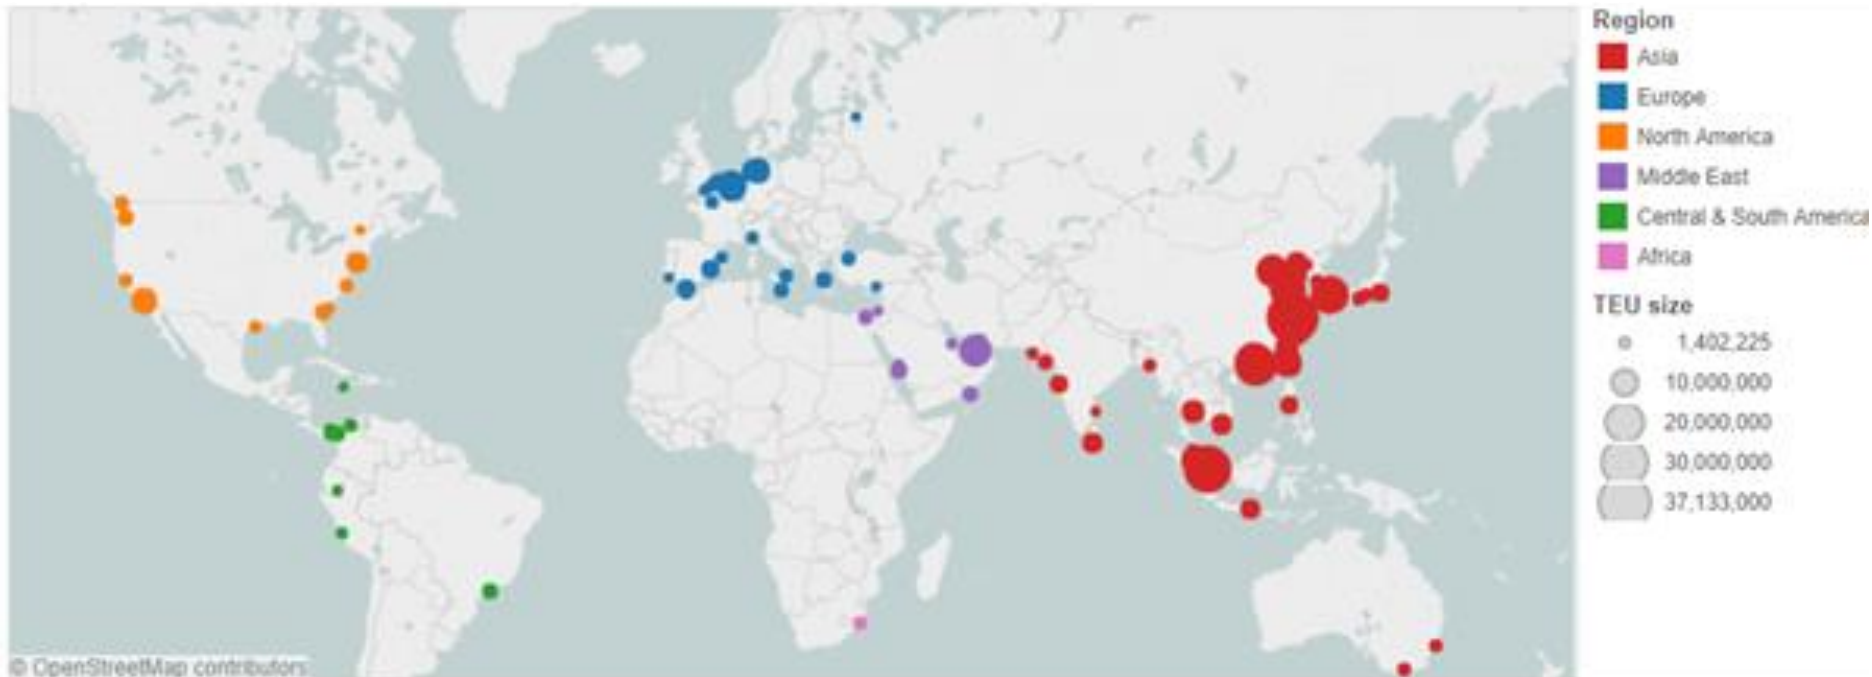 Region
Asia
Europe
North America
Middle East
Central & South America
Africa
TEU size
1,402,225
10,000,000
20,000,000
30,000,000
37,133,000
© OpenStreetMap contributors